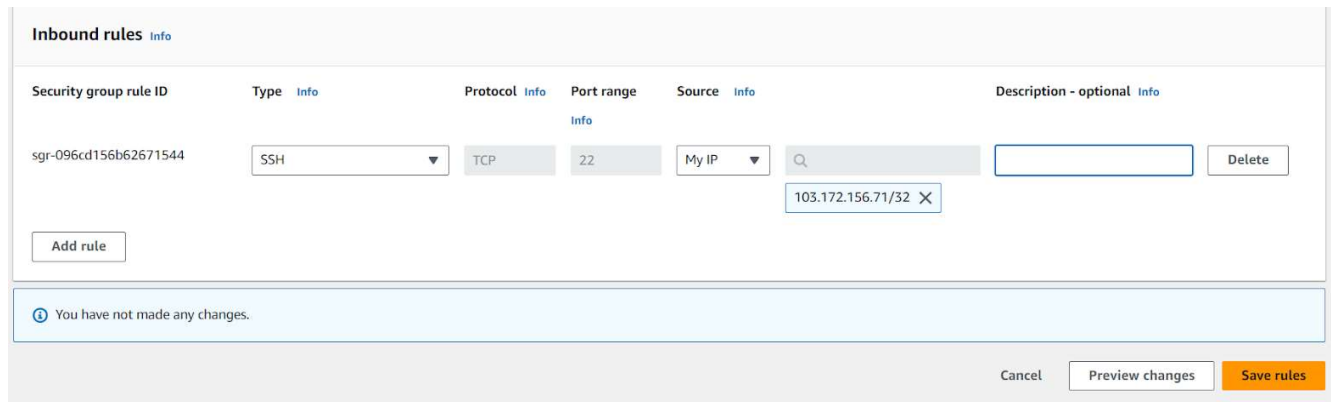 Inbound rules Info
Security group rule ID Type Info Protocol Info Port range Source Info Description - optional Info
Info
sgr-096cd156b62671544 SSH TCP 22 My IP Delete
103.172.156.71/32
Add rule
You have not made any changes.
Cancel Preview changes Save rules